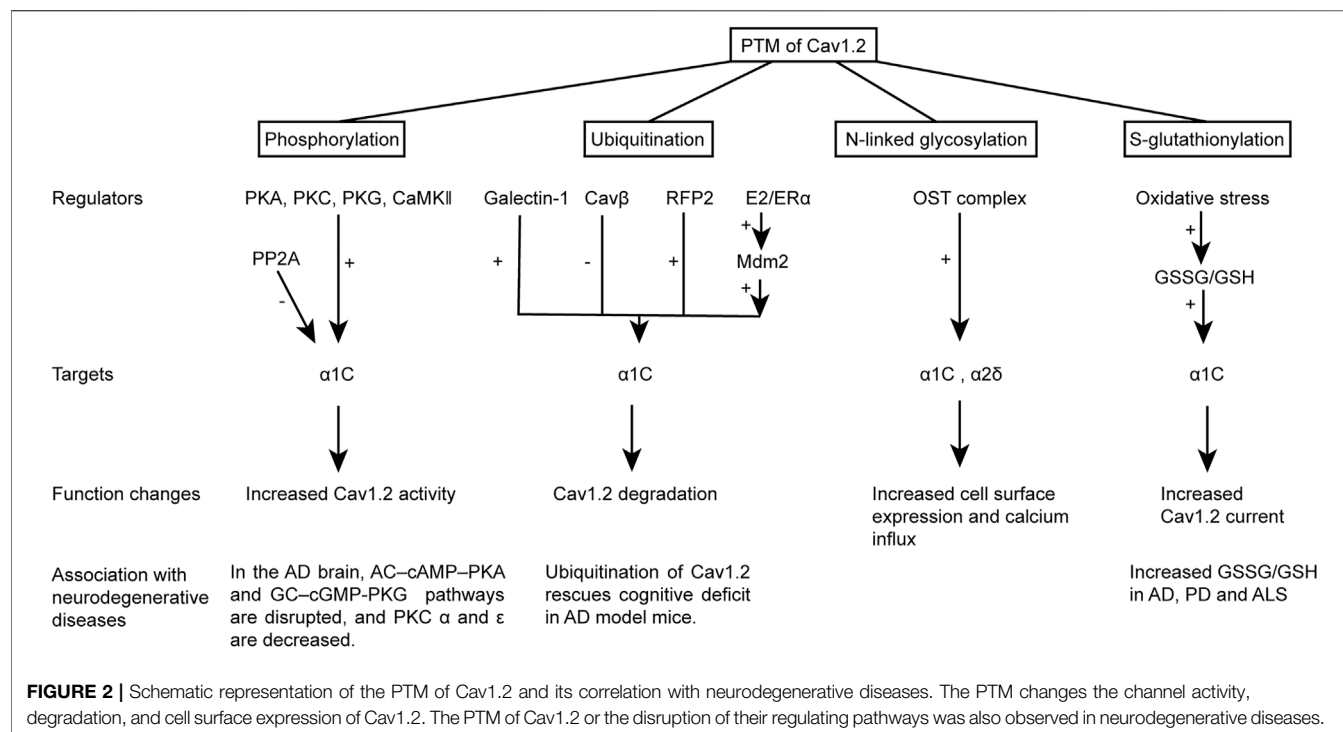 PTM of Cav1.2
Phosphorylation
Ubiquitination
N-linked glycosylation
S-glutathionylation
Regulators
PKA, PKC, PKG, CaMKⅡ
Galectin-1
Cavβ
RFP2
E2/ERα
OST complex
Oxidative stress
PP2A
+
-
+
-
+
+
Mdm2
+
+
+
GSSG/GSH
+
Targets
α1C
α1C
α1C , α2δ
α1C
Function changes
Increased Cav1.2 activity
Cav1.2 degradation
Increased cell surface
expression and calcium
influx
Increased
Cav1.2 current
Association with
neurodegenerative
diseases
In the AD brain, AC–cAMP–PKA
and GC–cGMP-PKG pathways
are disrupted, and PKC α and ε
are decreased.
Ubiquitination of Cav1.2
rescues cognitive deficit
in AD model mice.
Increased GSSG/GSH
in AD, PD and ALS
FIGURE 2 | Schematic representation of the PTM of Cav1.2 and its correlation with neurodegenerative diseases. The PTM changes the channel activity,
degradation, and cell surface expression of Cav1.2. The PTM of Cav1.2 or the disruption of their regulating pathways was also observed in neurodegenerative diseases.